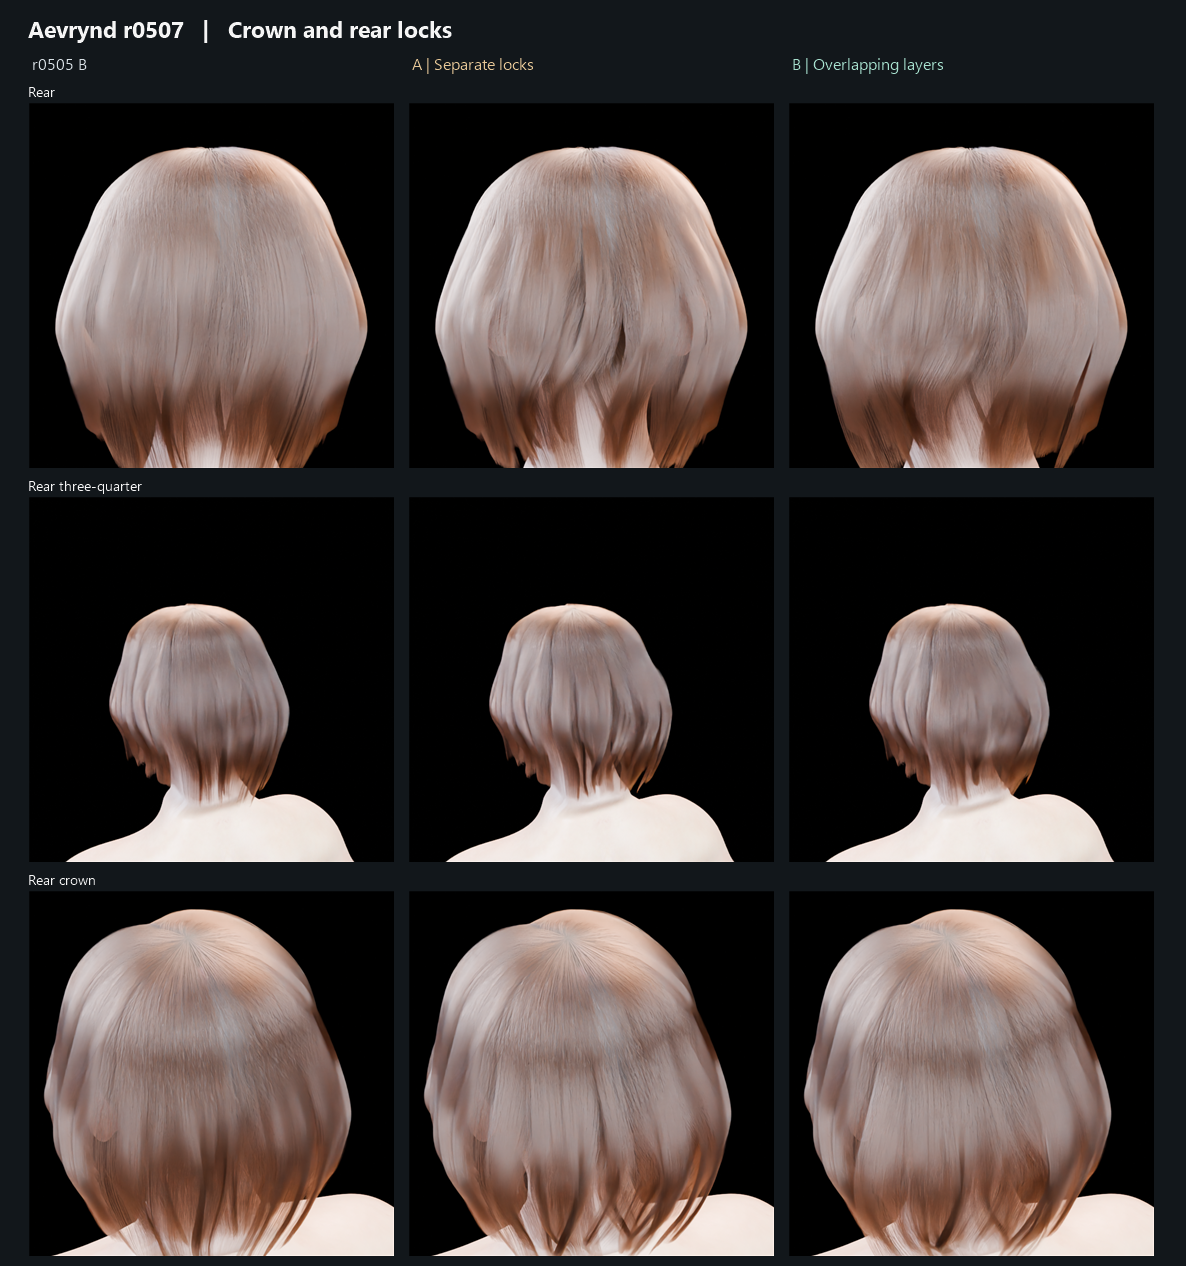 Aevrynd r0507 | Crown and rear locks
r0505 B
A | Separate locks
B | Overlapping layers
Rear
Rear three-quarter
Rear crown